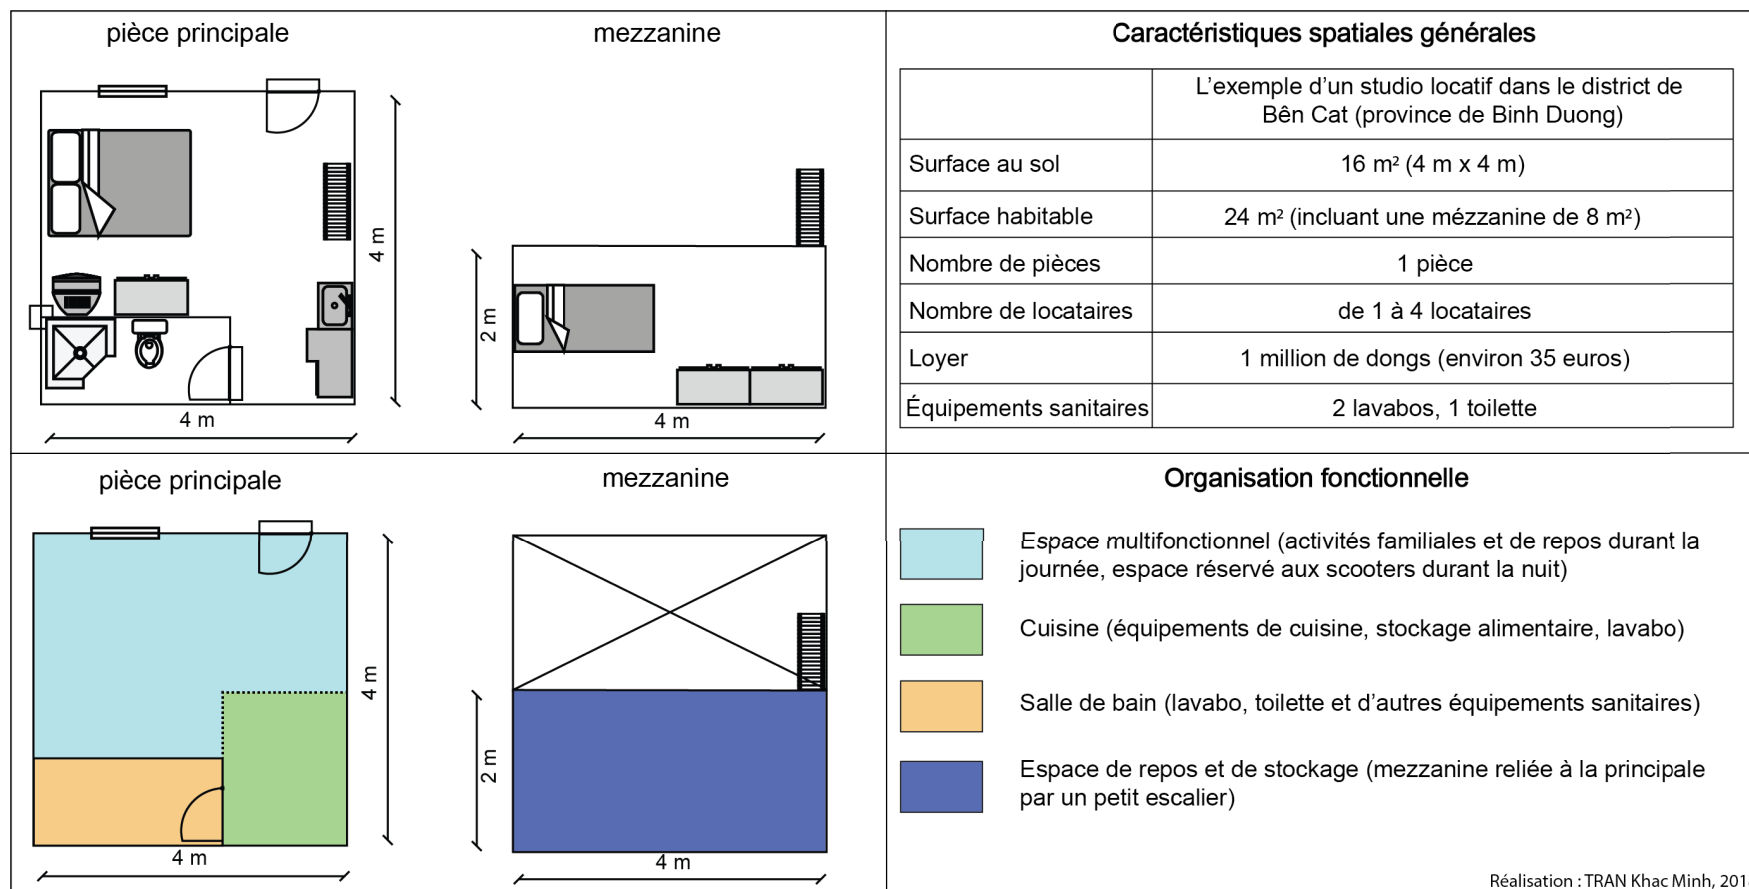 pièce principale
mezzanine
4 m
4 m
2 m
4 m
Caractéristiques spatiales générales
L'exemple d'un studio locatif dans le district de
Bên Cat (province de Binh Duong)
Surface au sol
16 m² (4 m x 4 m)
Surface habitable
24 m² (incluant une mézzanine de 8 m²)
Nombre de pièces
1 pièce
Nombre de locataires
de 1 à 4 locataires
Loyer
1 million de dongs (environ 35 euros)
Équipements sanitaires
2 lavabos, 1 toilette
pièce principale
mezzanine
4 m
4 m
2 m
4 m
Organisation fonctionnelle
Espace multifonctionnel (activités familiales et de repos durant la
journée, espace réservé aux scooters durant la nuit)
Cuisine (équipements de cuisine, stockage alimentaire, lavabo)
Salle de bain (lavabo, toilette et d'autres équipements sanitaires)
Espace de repos et de stockage (mezzanine reliée à la principale
par un petit escalier)
Réalisation : TRAN Khac Minh, 201